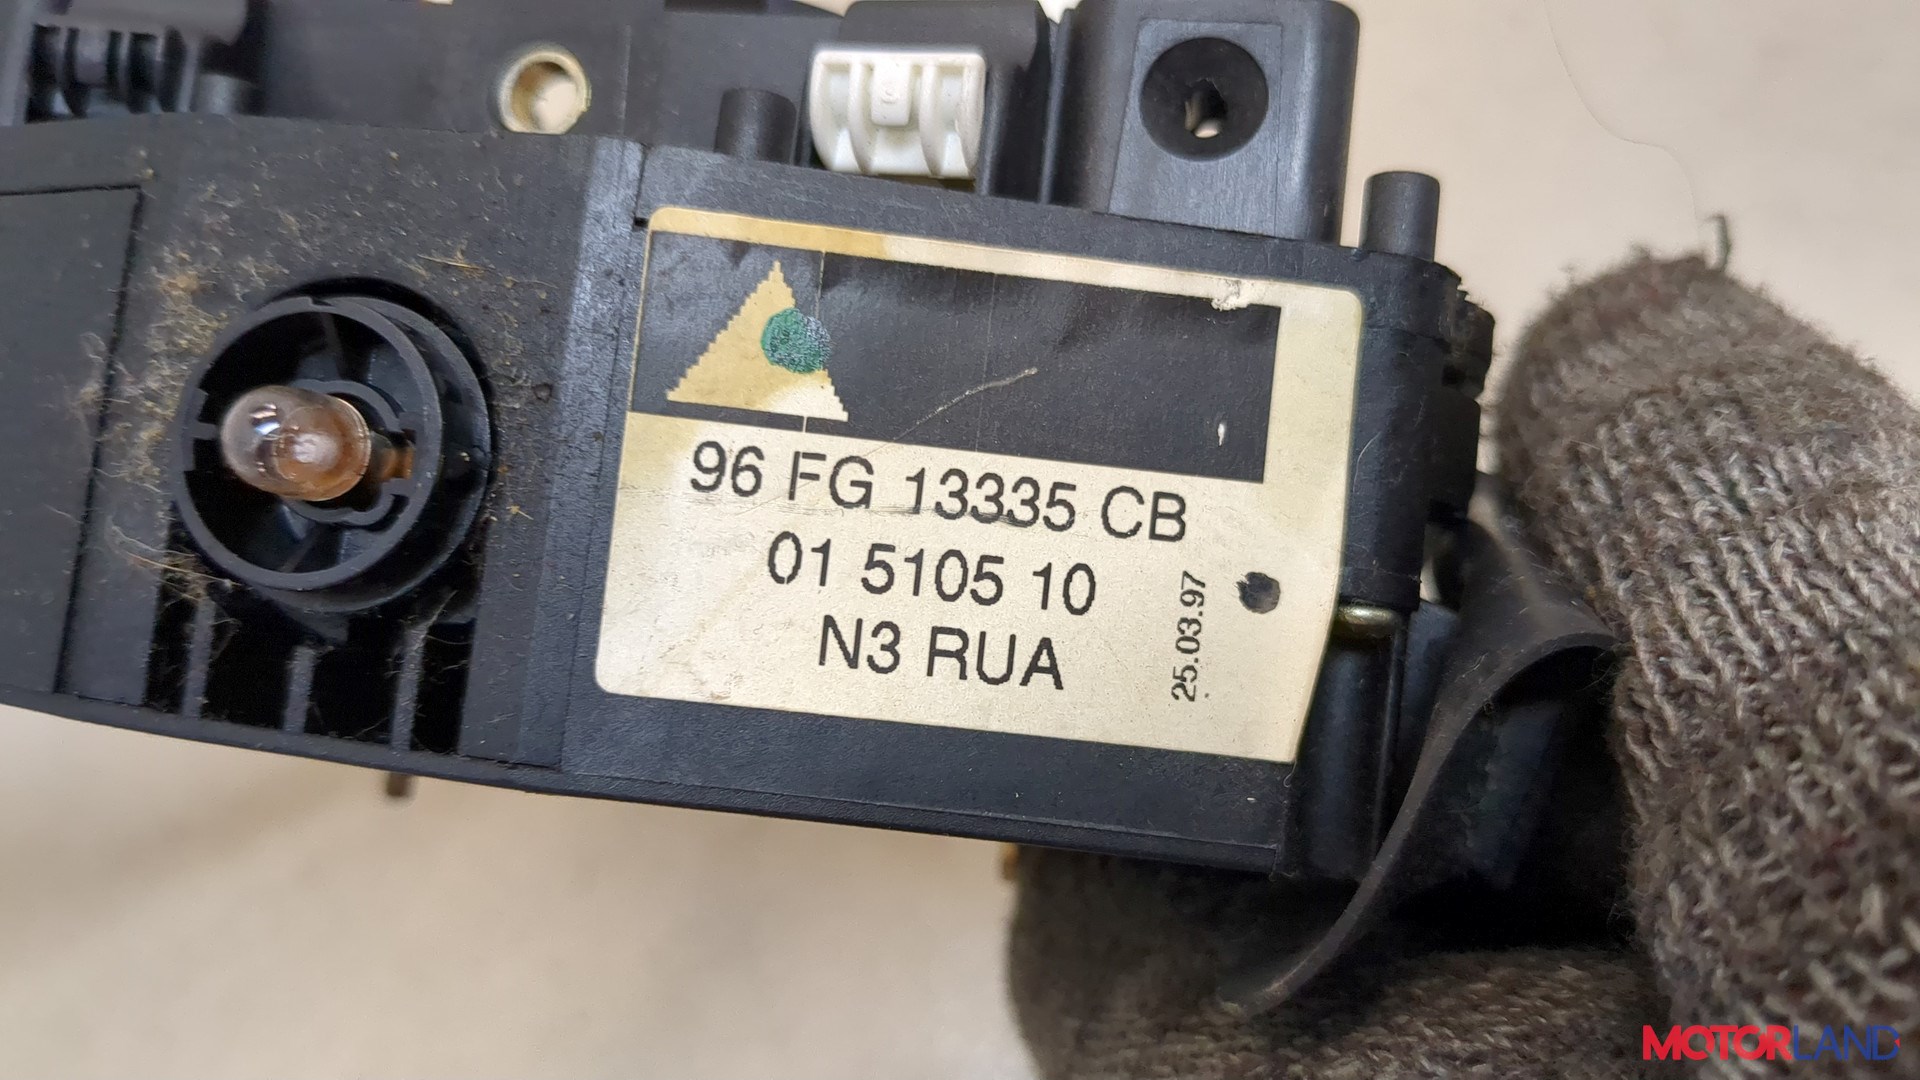 96 FG 13335 CB
01 5105 10
N3 RUA
25.03.97
MOTORLAND